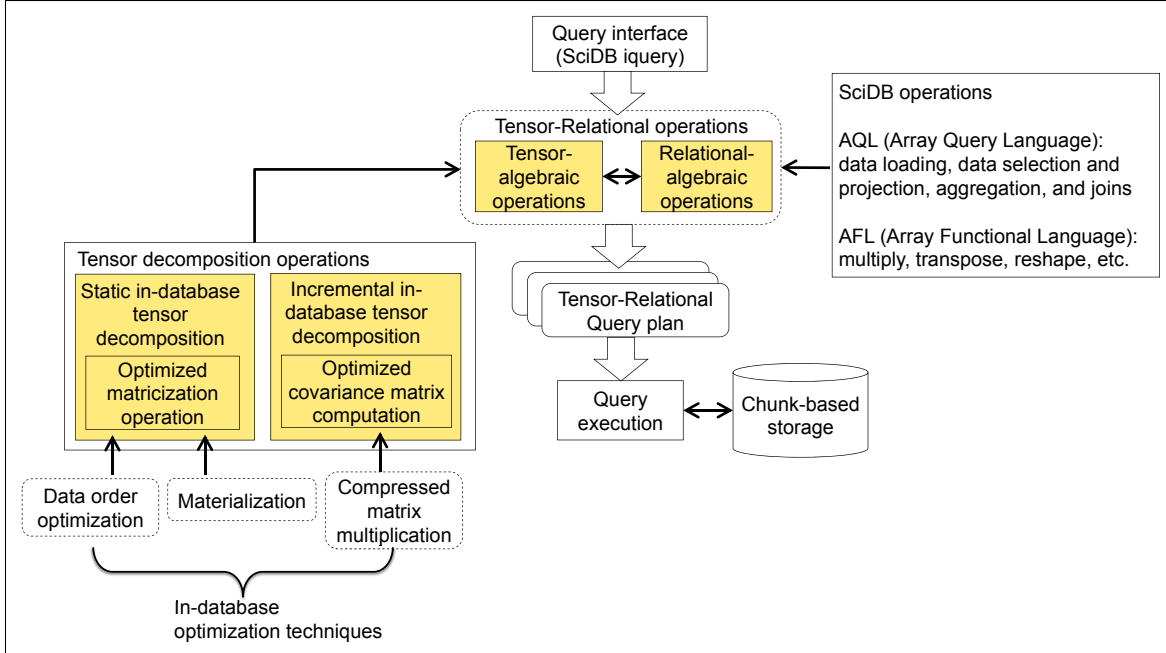 Query interface
(SciDB iquery)
Tensor-Relational operations
Tensor-
algebraic
operations
Relational-
algebraic
operations
SciDB operations
AQL (Array Query Language):
data loading, data selection and
projection, aggregation, and joins
AFL (Array Functional Language):
multiply, transpose, reshape, etc.
Tensor decomposition operations
Static in-database
tensor
decomposition
Optimized
matricization
operation
Incremental in-
database tensor
decomposition
Optimized
covariance matrix
computation
Tensor-Relational
Query plan
Query
execution
Chunk-based
storage
Data order
optimization
Materialization
Compressed
matrix
multiplication
In-database
optimization techniques